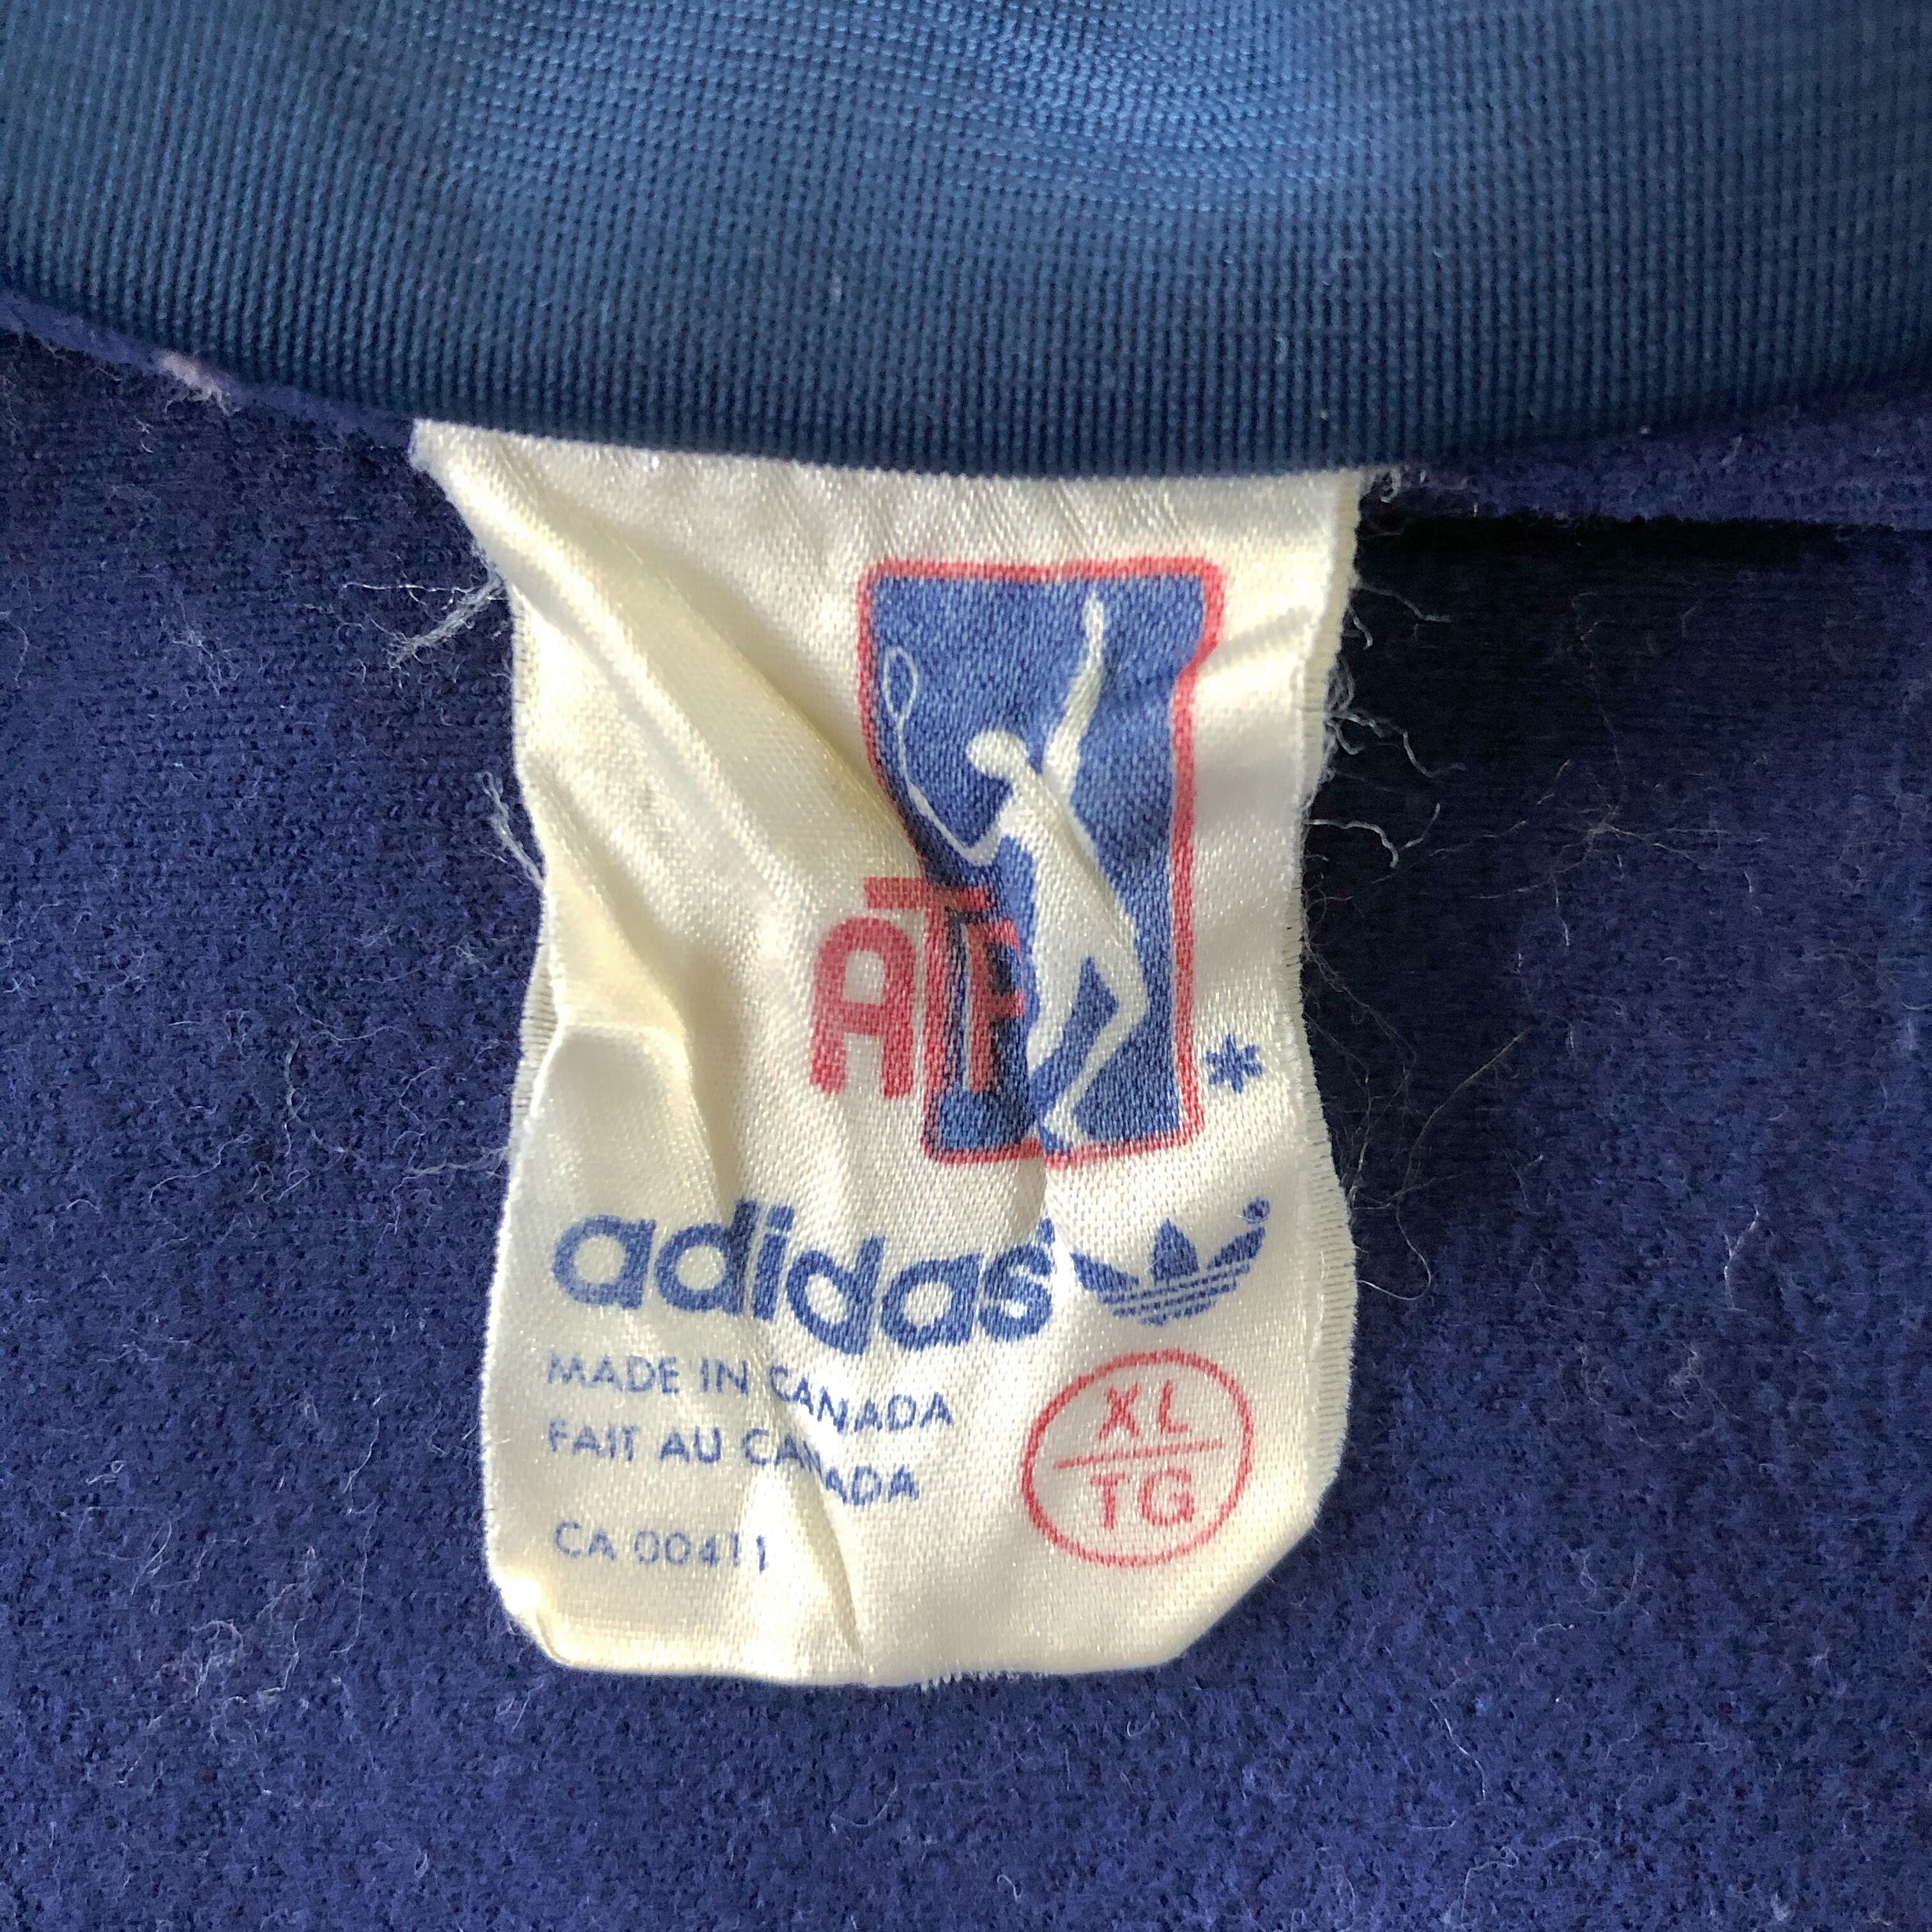 ATP
*
adidas
MADE IN CANADA
FAIT AU CANADA
CA 00411
XL
TG